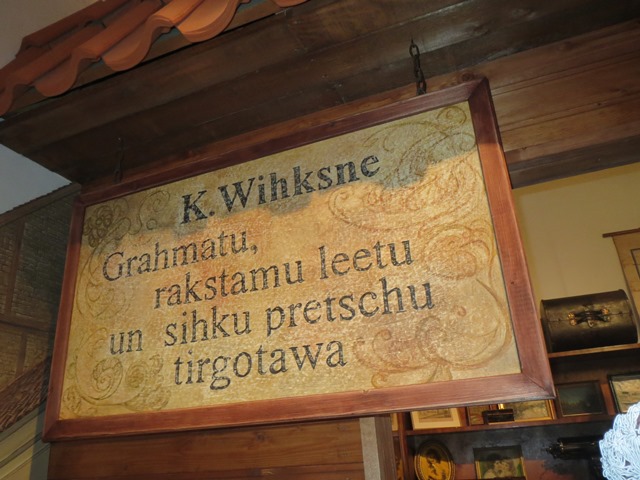 K. Wihksne
Grahmatu,
rakstamu leetu
un sihku pretschu
tirgotawa